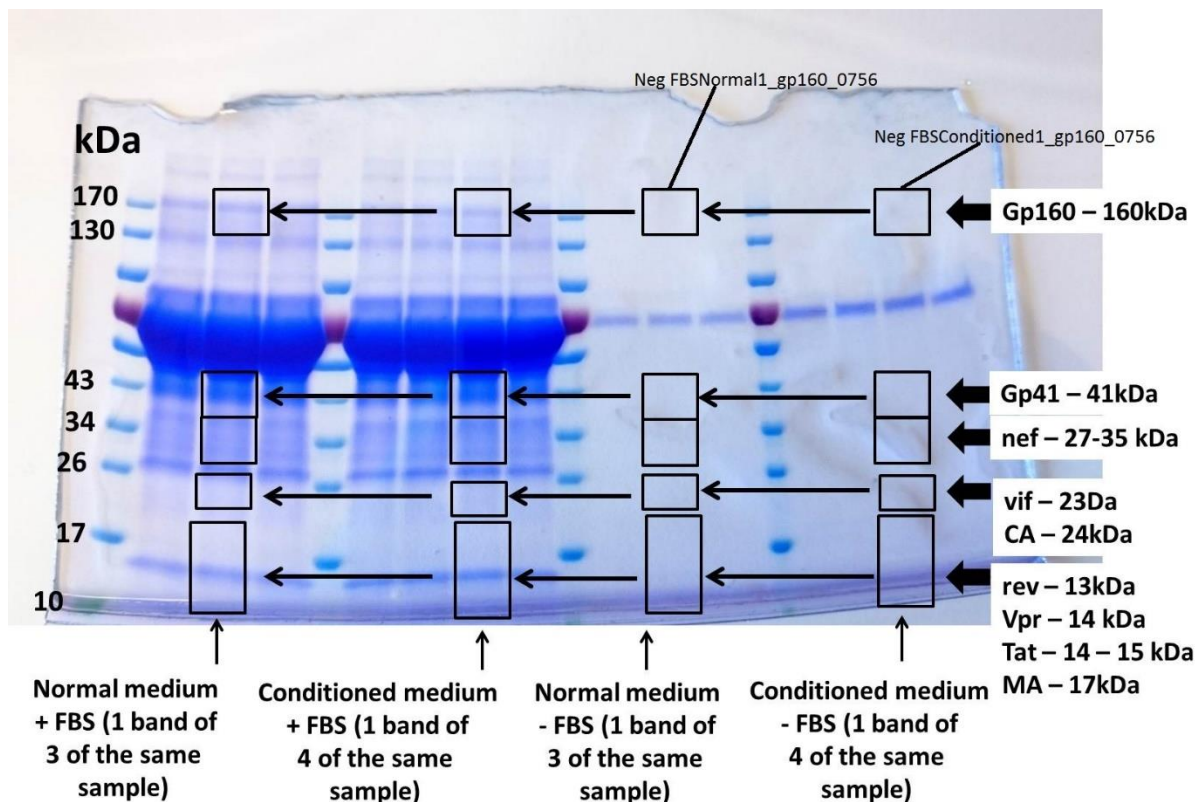 Neg FBSNormal1_gp160_0756
Neg FBSConditioned1_gp160_0756
kDa
170
130
43
34
26
17
10
Gp160 – 160kDa
Gp41 – 41kDa
nef – 27-35 kDa
vif – 23Da
CA – 24kDa
rev – 13kDa
Vpr – 14 kDa
Tat – 14 – 15 kDa
MA – 17kDa
Normal medium
+ FBS (1 band of
3 of the same
sample)
Conditioned medium
+ FBS (1 band of
4 of the same
sample)
Normal medium
- FBS (1 band of
3 of the same
sample)
Conditioned medium
- FBS (1 band of
4 of the same
sample)